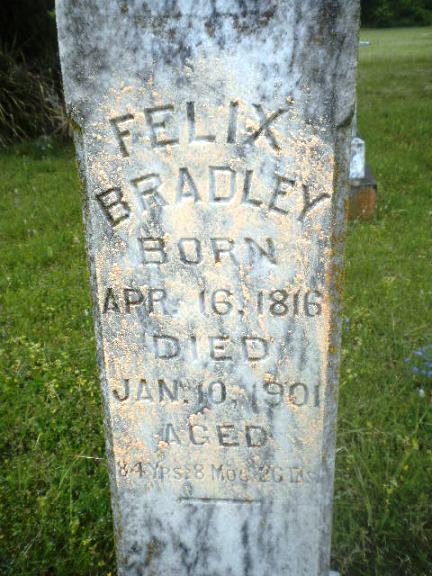 FELIX
BRADLEY
BORN
APR. 16, 1816
DIED
JAN. 10, 1901
AGED
84 YRS. 8 MOS. 26 DS.